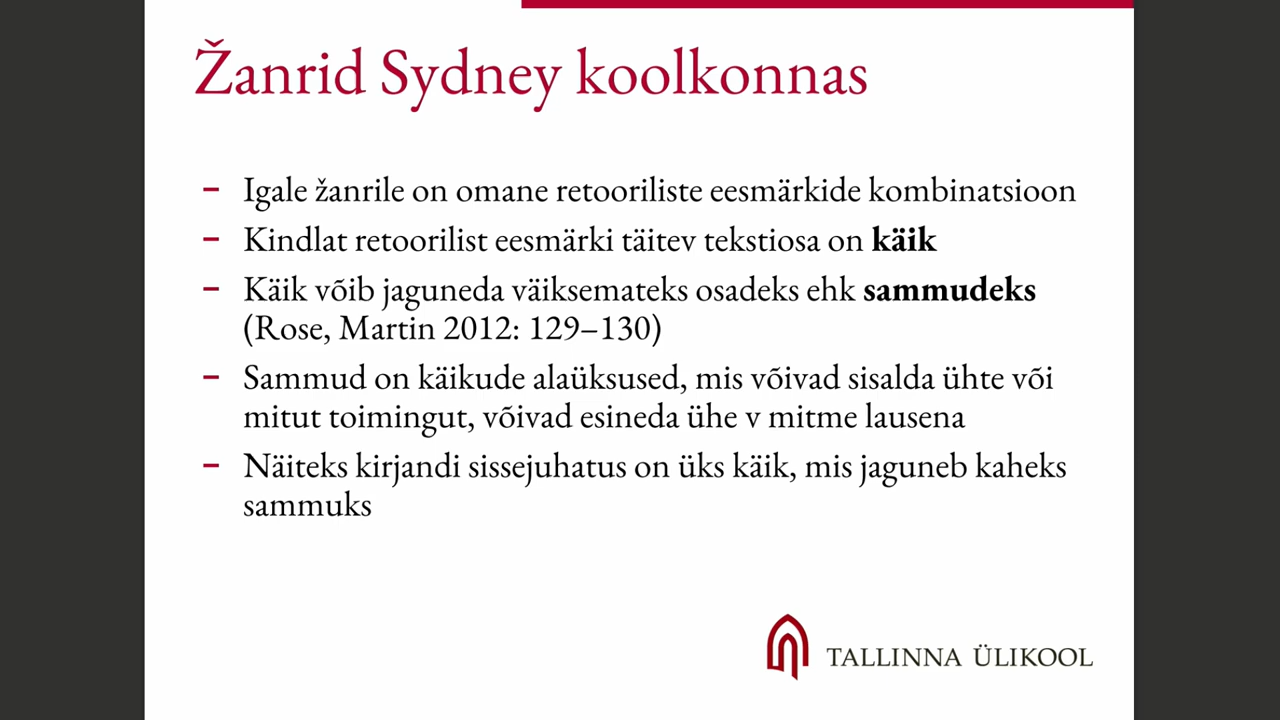 Žanrid Sydney koolkonnas
– Igale žanrile on omane retooriliste eesmärkide kombinatsioon
– Kindlat retoorilist eesmärki täitev tekstiosa on käik
– Käik võib jaguneda väiksemateks osadeks ehk sammudeks
(Rose, Martin 2012: 129–130)
– Sammud on käikude alaüksused, mis võivad sisalda ühte või
mitut toimingut, võivad esineda ühe v mitme lausena
– Näiteks kirjandi sissejuhatus on üks käik, mis jaguneb kaheks
sammuks
TALLINNA ÜLIKOOL